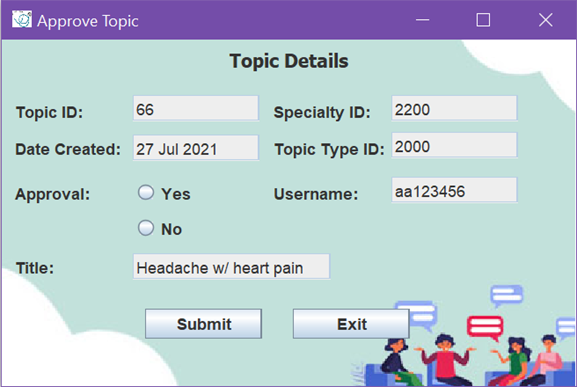 Approve Topic
Topic Details
Topic ID: 66 Specialty ID: 2200
Date Created: 27 Jul 2021 Topic Type ID: 2000
Approval: Yes Username: aa123456
No
Title: Headache w/ heart pain
Submit Exit